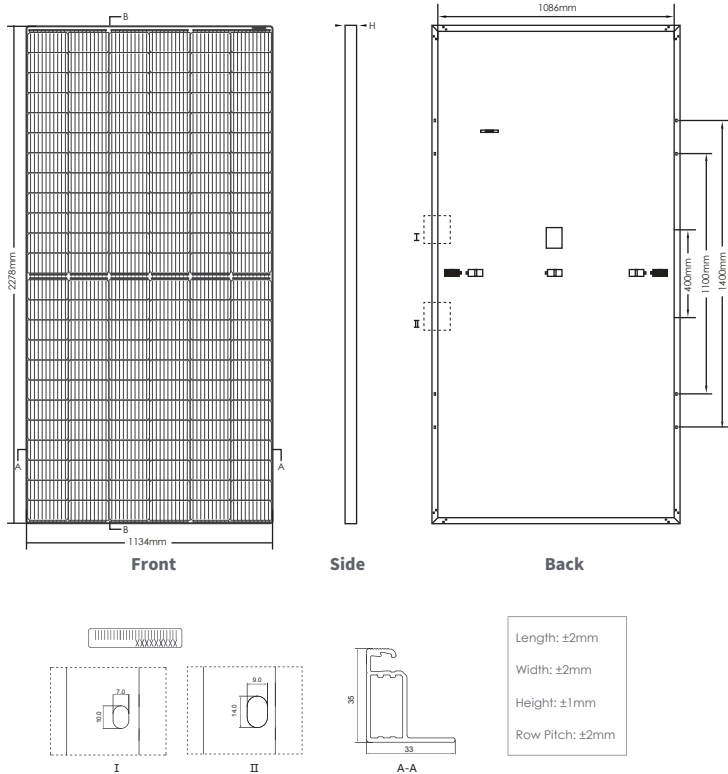 B
H
1086mm
2278mm
I
II
400mm
1100mm
1400mm
A
A
B
1134mm
Front
Side
Back
Length: ±2mm
Width: ±2mm
Height: ±1mm
Row Pitch: ±2mm
7.0
10.0
I
9.0
14.0
II
35
33
A-A